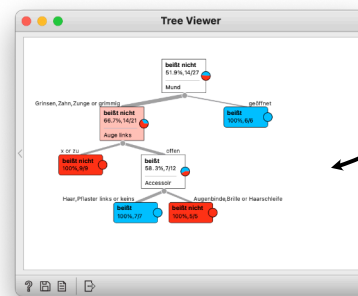 Tree Viewer
beißt nicht
51.9%,14/27
Mund
Grinsen,Zahn,Zunge or grimmig
geöffnet
beißt nicht
66.7%,14/21
Auge links
beißt
100%,6/6
x or zu
offen
beißt nicht
100%,9/9
beißt
58.3%,7/12
Accessoir
Haar,Pflaster links or keins
Augenbinde,Brille or Haarschleife
beißt
100%,7/7
beißt nicht
100%,5/5